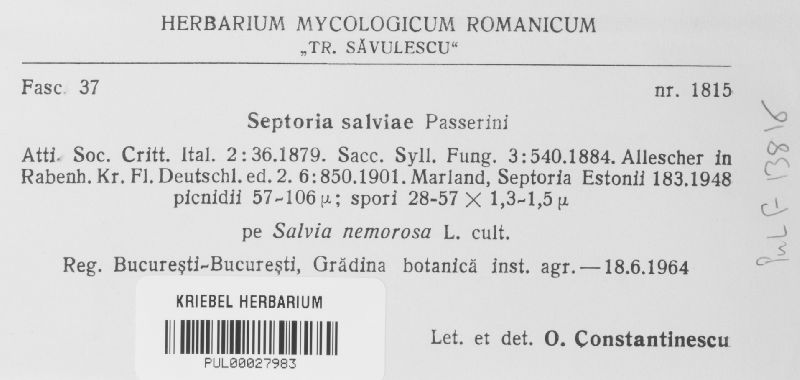 HERBARIUM MYCOLOGICUM ROMANICUM
„TR. SĂVULESCU“
Fasc. 37 nr. 1815
Septoria salviae Passerini
Atti. Soc. Critt. Ital. 2:36.1879. Sacc. Syll. Fung. 3:540.1884. Allescher in
Rabenh. Kr. Fl. Deutschl. ed. 2. 6:850.1901. Marland, Septoria Estonii 183.1948
picnidii 57-106 μ; spori 28-57 × 1,3-1,5 μ
pe Salvia nemorosa L. cult.
Reg. București-București, Grădina botanică inst. agr. — 18.6.1964
Let. et det. O. Constantinescu
KRIEBEL HERBARIUM
PUL00027983
PUL F 13816